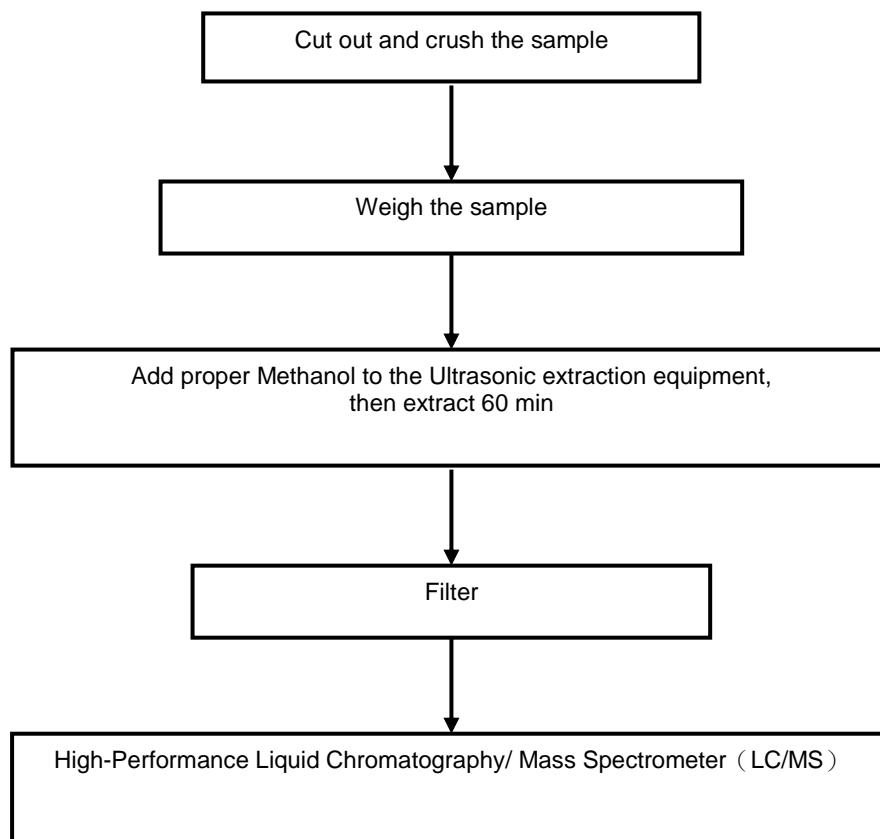 Cut out and crush the sample
Weigh the sample
Add proper Methanol to the Ultrasonic extraction equipment,
then extract 60 min
Filter
High-Performance Liquid Chromatography/ Mass Spectrometer（LC/MS）